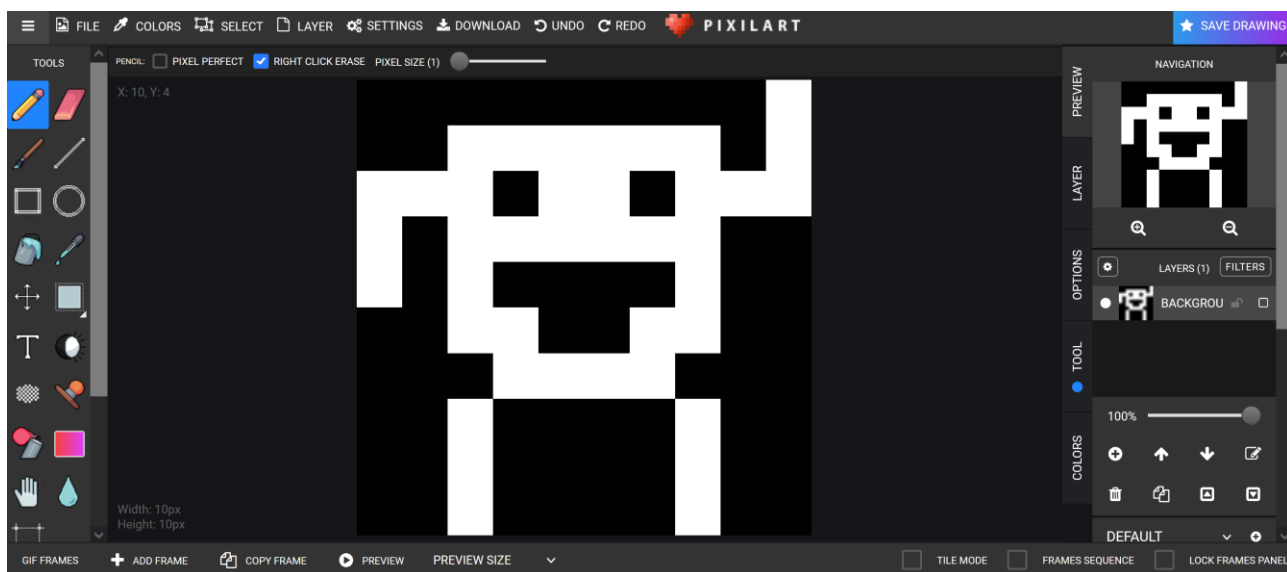 FILE COLORS SELECT LAYER SETTINGS DOWNLOAD UNDO REDO PIXILART SAVE DRAWING
TOOLS
PENCIL: PIXEL PERFECT RIGHT CLICK ERASE PIXEL SIZE (1)
X: 10, Y: 4
PREVIEW
LAYER
OPTIONS
TOOL
COLORS
NAVIGATION
LAYERS (1) FILTERS
BACKGROU
100%
DEFAULT
Width: 10px
Height: 10px
GIF FRAMES ADD FRAME COPY FRAME PREVIEW PREVIEW SIZE TILE MODE FRAMES SEQUENCE LOCK FRAMES PANEL